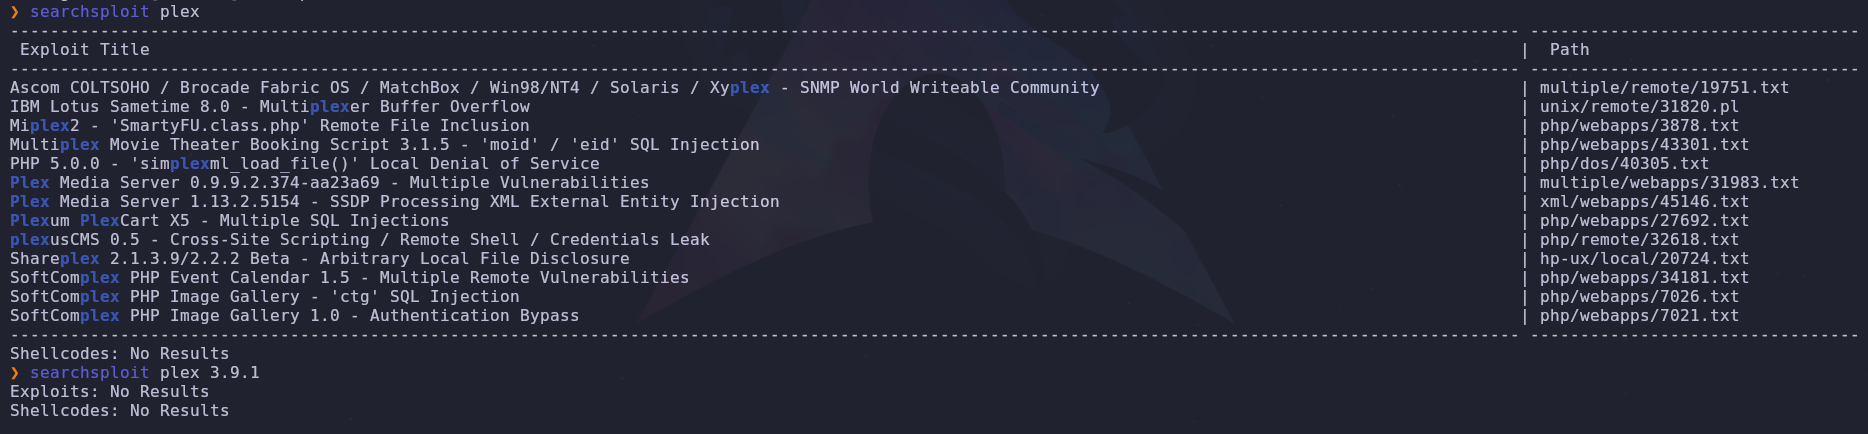 ❯ searchsploit plex
---------------------------------------------------------------------------------------------------------------------------------------------------------- ---------------------------------
 Exploit Title | Path
---------------------------------------------------------------------------------------------------------------------------------------------------------- ---------------------------------
Ascom COLTSOHO / Brocade Fabric OS / MatchBox / Win98/NT4 / Solaris / Xyplex - SNMP World Writeable Community | multiple/remote/19751.txt
IBM Lotus Sametime 8.0 - Multiplexer Buffer Overflow | unix/remote/31820.pl
Miplex2 - 'SmartyFU.class.php' Remote File Inclusion | php/webapps/3878.txt
Multiplex Movie Theater Booking Script 3.1.5 - 'moid' / 'eid' SQL Injection | php/webapps/43301.txt
PHP 5.0.0 - 'simplexml_load_file()' Local Denial of Service | php/dos/40305.txt
Plex Media Server 0.9.9.2.374-aa23a69 - Multiple Vulnerabilities | multiple/webapps/31983.txt
Plex Media Server 1.13.2.5154 - SSDP Processing XML External Entity Injection | xml/webapps/45146.txt
Plexum PlexCart X5 - Multiple SQL Injections | php/webapps/27692.txt
plexusCMS 0.5 - Cross-Site Scripting / Remote Shell / Credentials Leak | php/remote/32618.txt
Shareplex 2.1.3.9/2.2.2 Beta - Arbitrary Local File Disclosure | hp-ux/local/20724.txt
SoftComplex PHP Event Calendar 1.5 - Multiple Remote Vulnerabilities | php/webapps/34181.txt
SoftComplex PHP Image Gallery - 'ctg' SQL Injection | php/webapps/7026.txt
SoftComplex PHP Image Gallery 1.0 - Authentication Bypass | php/webapps/7021.txt
---------------------------------------------------------------------------------------------------------------------------------------------------------- ---------------------------------
Shellcodes: No Results
❯ searchsploit plex 3.9.1
Exploits: No Results
Shellcodes: No Results